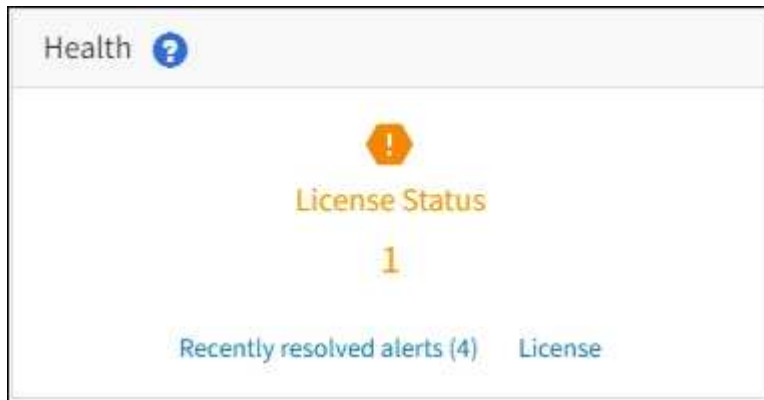 Health ?
!
License Status
1
Recently resolved alerts (4) License